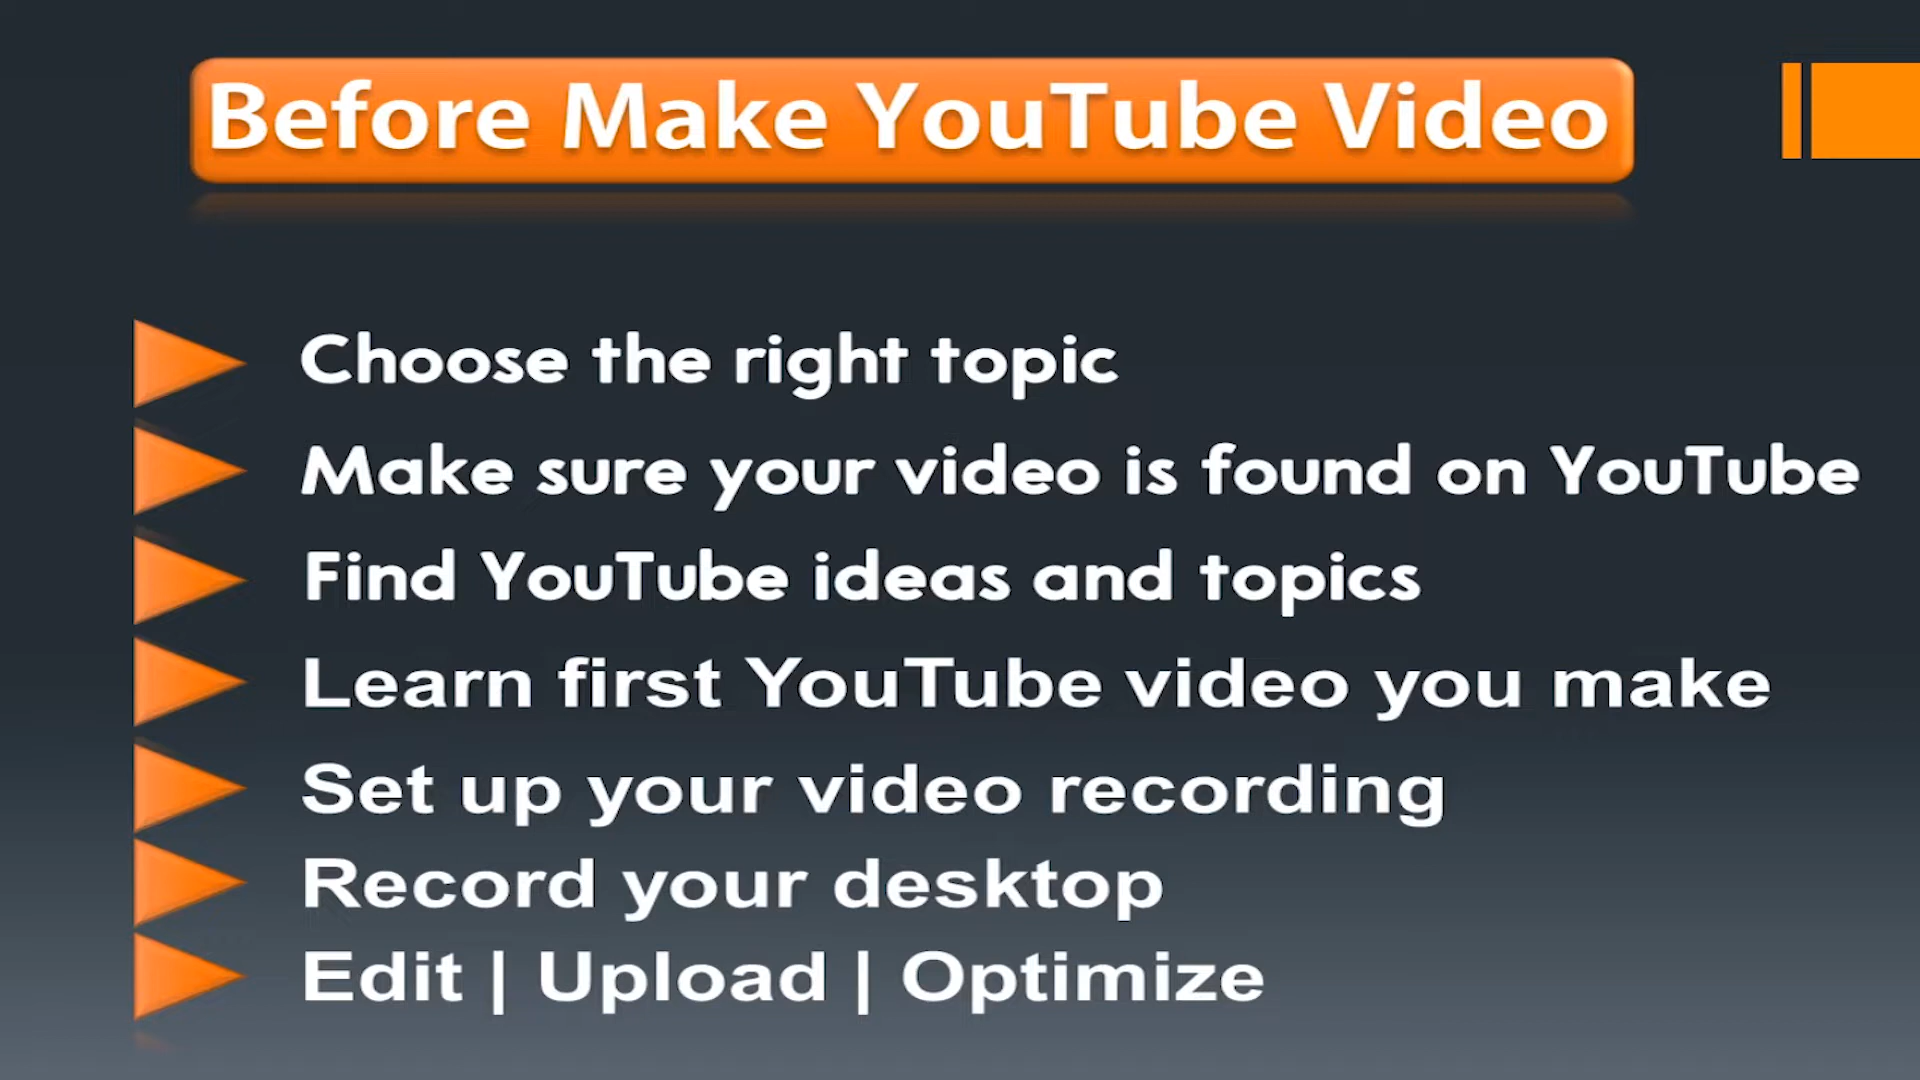 Before Make YouTube Video
Choose the right topic
Make sure your video is found on YouTube
Find YouTube ideas and topics
Learn first YouTube video you make
Set up your video recording
Record your desktop
Edit | Upload | Optimize